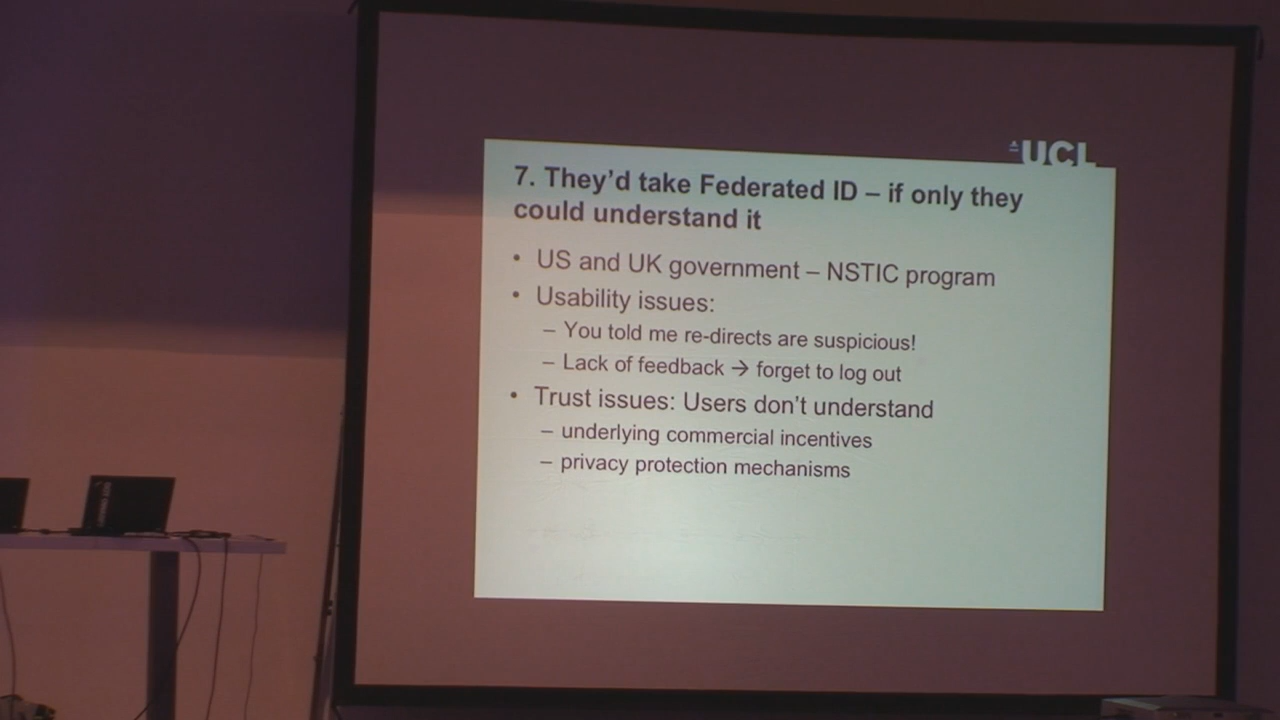 UCL
7. They'd take Federated ID – if only they
could understand it
• US and UK government – NSTIC program
• Usability issues:
– You told me re-directs are suspicious!
– Lack of feedback → forget to log out
• Trust issues: Users don't understand
– underlying commercial incentives
– privacy protection mechanisms